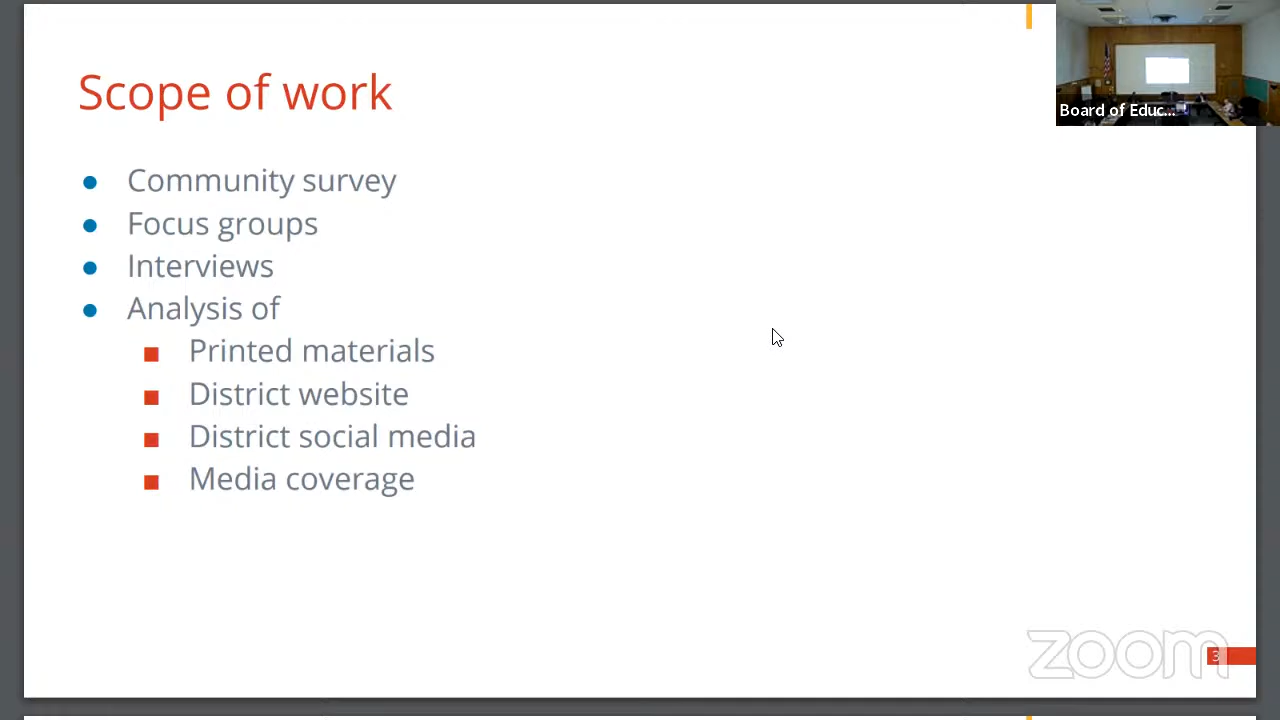 Scope of work
Board of Educ...
Community survey
Focus groups
Interviews
Analysis of
Printed materials
District website
District social media
Media coverage
zoom
3